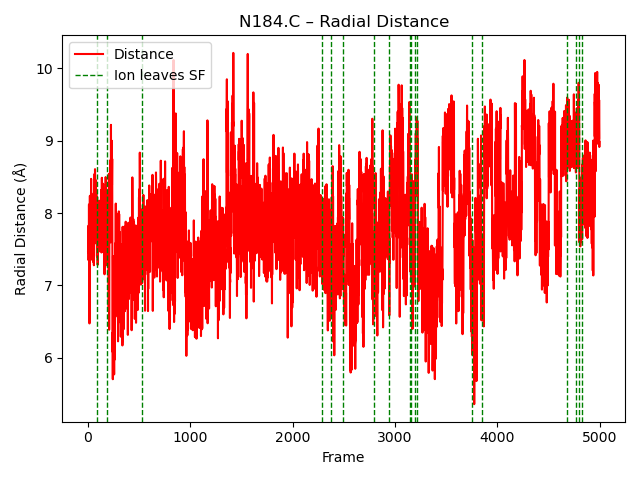 N184.C – Radial Distance
Distance
Ion leaves SF
10
9
8
7
6
Radial Distance (Å)
0
1000
2000
3000
4000
5000
Frame